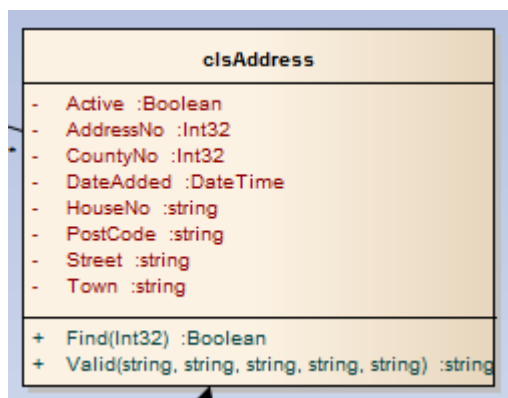 clsAddress
- Active :Boolean
- AddressNo :Int32
- CountyNo :Int32
- DateAdded :DateTime
- HouseNo :string
- PostCode :string
- Street :string
- Town :string
+ Find(Int32) :Boolean
+ Valid(string, string, string, string, string) :string